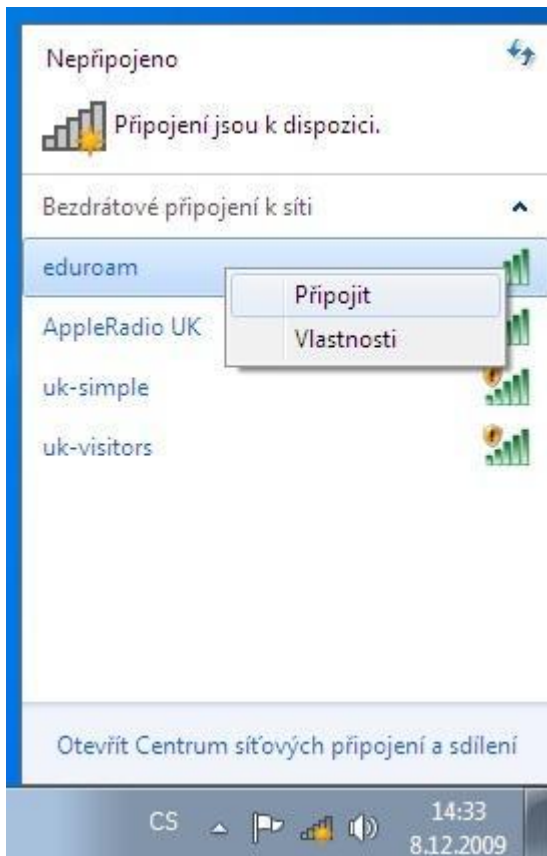 Nepřipojeno
Připojení jsou k dispozici.
Bezdrátové připojení k síti
eduroam
Připojit
AppleRadio UK
Vlastnosti
uk-simple
uk-visitors
Otevřít Centrum síťových připojení a sdílení
CS
14:33
8.12.2009